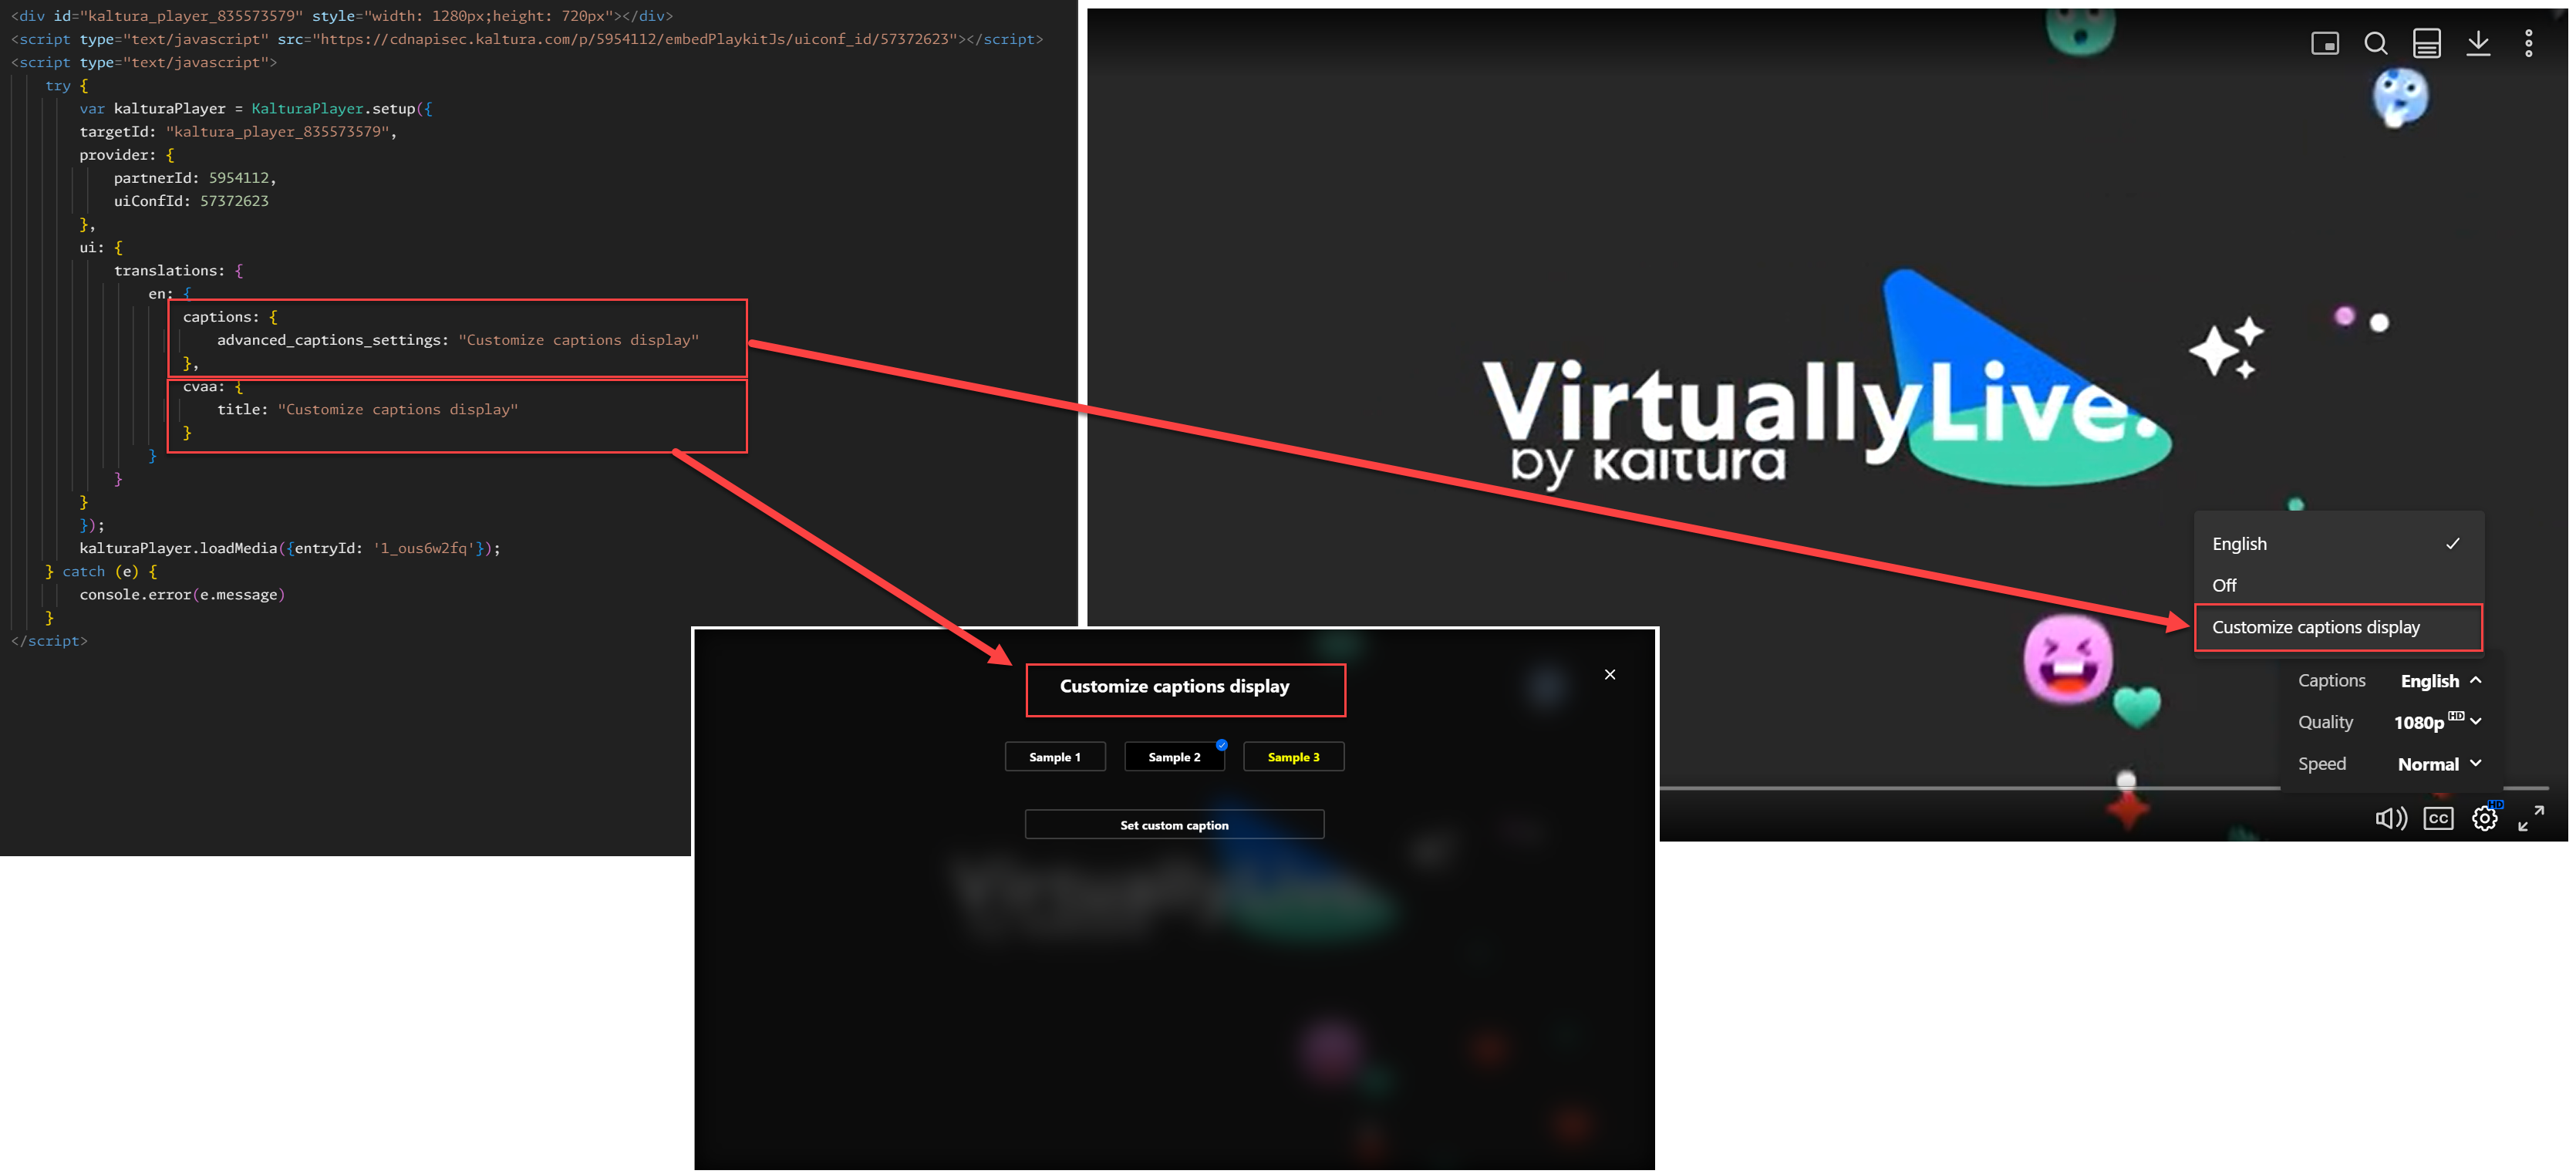 <div id="kaltura_player_835573579" style="width: 1280px;height: 720px"></div>
<script type="text/javascript" src="https://cdnapisec.kaltura.com/p/5954112/embedPlaykitJs/uiconf_id/57372623"></script>
<script type="text/javascript">
try {
var kalturaPlayer = KalturaPlayer.setup({
targetId: "kaltura_player_835573579",
provider: {
partnerId: 5954112,
uiConfId: 57372623
},
ui: {
translations: {
en: {
captions: {
advanced_captions_settings: "Customize captions display"
},
cvaa: {
title: "Customize captions display"
}
}
}
}
});
kalturaPlayer.loadMedia({entryId: '1_ous6w2fq'});
} catch (e) {
console.error(e.message)
}
</script>
VirtuallyLive.
by kaltura
English
Off
Customize captions display
Captions English
Quality 1080p HD
Speed Normal
CC HD
Customize captions display
Sample 1 Sample 2 Sample 3
Set custom caption